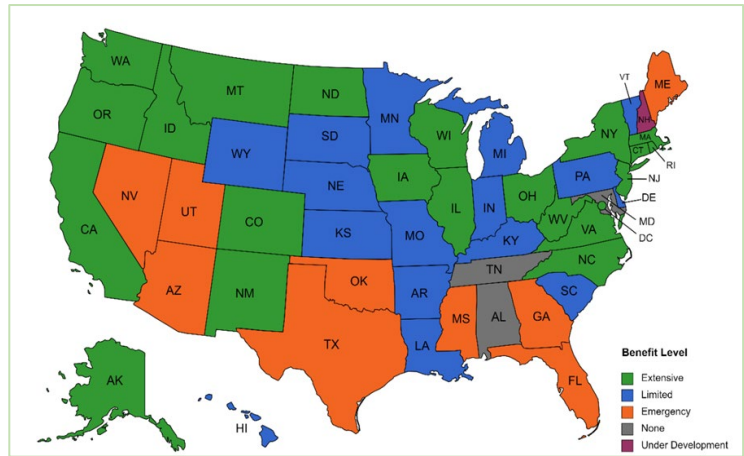 WA
MT
ND
OR
ID
MN
SD
WY
WI
MI
VT
NH
ME
NY
MA
CT
RI
NV
UT
CA
CO
NE
IA
IL
IN
OH
PA
NJ
DE
MD
DC
WV
VA
KS
MO
KY
NC
TN
AZ
NM
OK
AR
SC
TX
LA
MS
AL
GA
FL
AK
HI
Benefit Level
Extensive
Limited
Emergency
None
Under Development